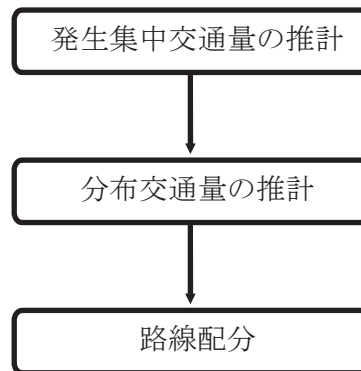 発生集中交通量の推計
分布交通量の推計
路線配分